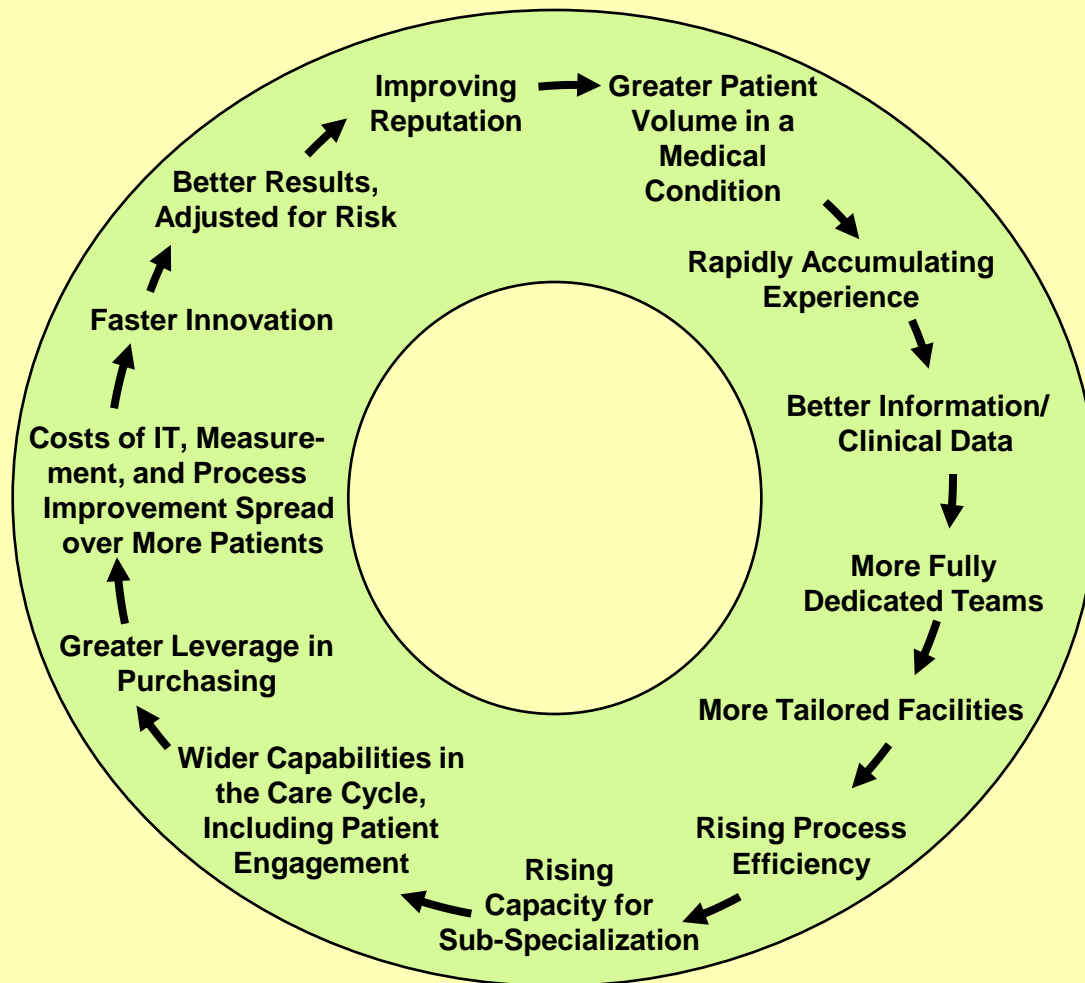 Improving
Reputation
Greater Patient
Volume in a
Medical
Condition
Rapidly Accumulating
Experience
Better Information/
Clinical Data
More Fully
Dedicated Teams
More Tailored Facilities
Rising Process
Efficiency
Rising
Capacity for
Sub-Specialization
Wider Capabilities in
the Care Cycle,
Including Patient
Engagement
Greater Leverage in
Purchasing
Costs of IT, Measure-
ment, and Process
Improvement Spread
over More Patients
Faster Innovation
Better Results,
Adjusted for Risk